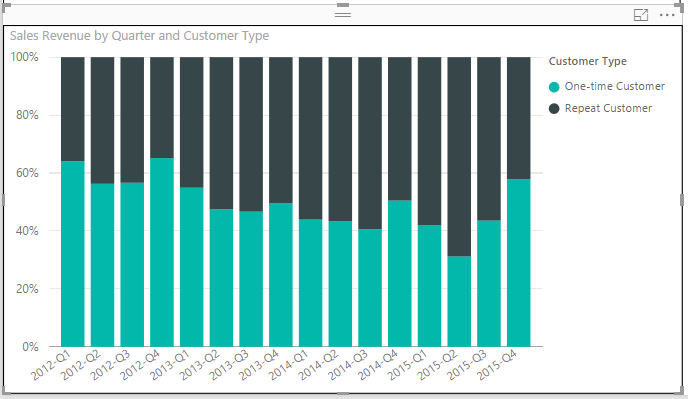 Sales Revenue by Quarter and Customer Type
100%
80%
60%
40%
20%
0%
Customer Type
One-time Customer
Repeat Customer
2012-Q1
2012-Q2
2012-Q3
2012-Q4
2013-Q1
2013-Q2
2013-Q3
2013-Q4
2014-Q1
2014-Q2
2014-Q3
2014-Q4
2015-Q1
2015-Q2
2015-Q3
2015-Q4